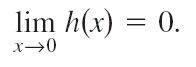 lim h(x) = 0.
x→0